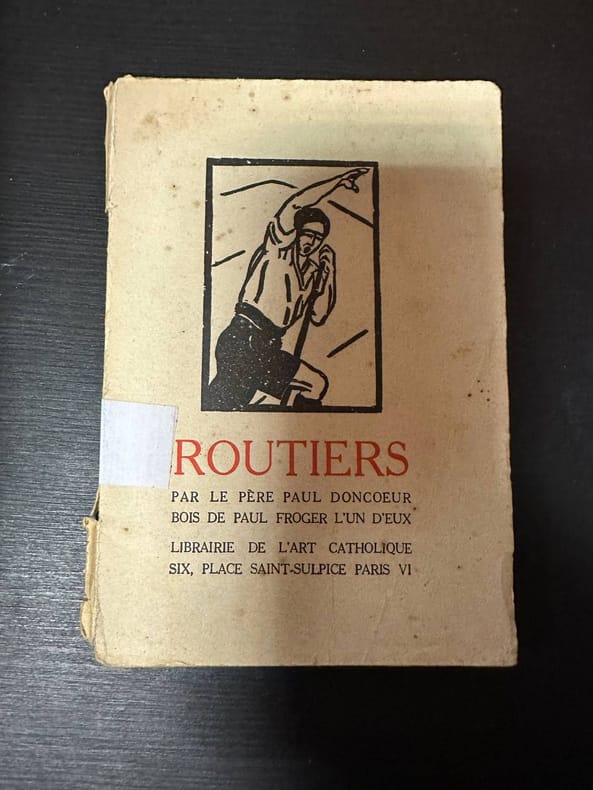 ROUTIERS
PAR LE PÈRE PAUL DONCOEUR
BOIS DE PAUL FROGER L'UN D'EUX
LIBRAIRIE DE L'ART CATHOLIQUE
SIX, PLACE SAINT-SULPICE PARIS VI